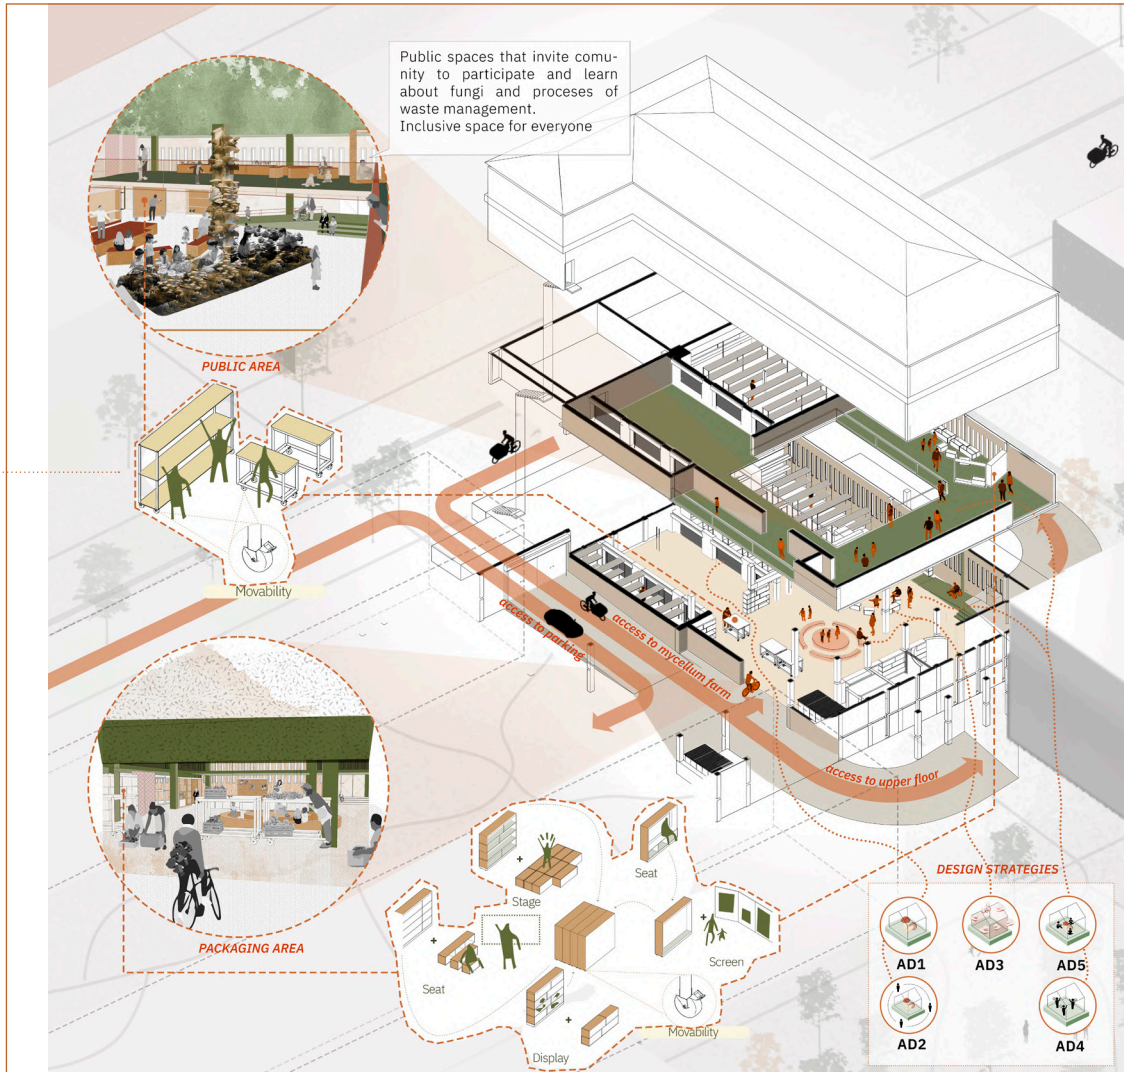 Public spaces that invite comu-
nity to participate and learn
about fungi and proceses of
waste management.
Inclusive space for everyone
PUBLIC AREA
Movability
access to parking
access to mycellum farm
access to upper floor
PACKAGING AREA
Stage
Seat
Seat
Screen
Display
Movability
DESIGN STRATEGIES
AD1
AD3
AD5
AD2
AD4